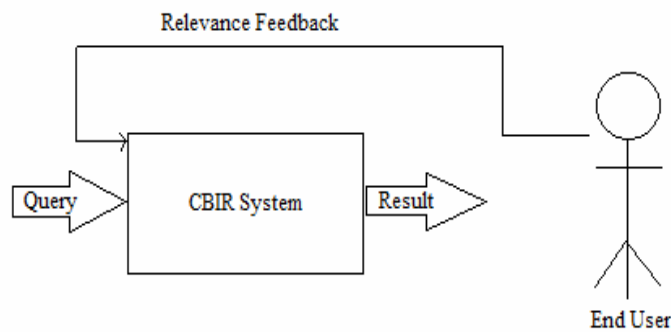 Relevance Feedback
Query
CBIR System
Result
End User